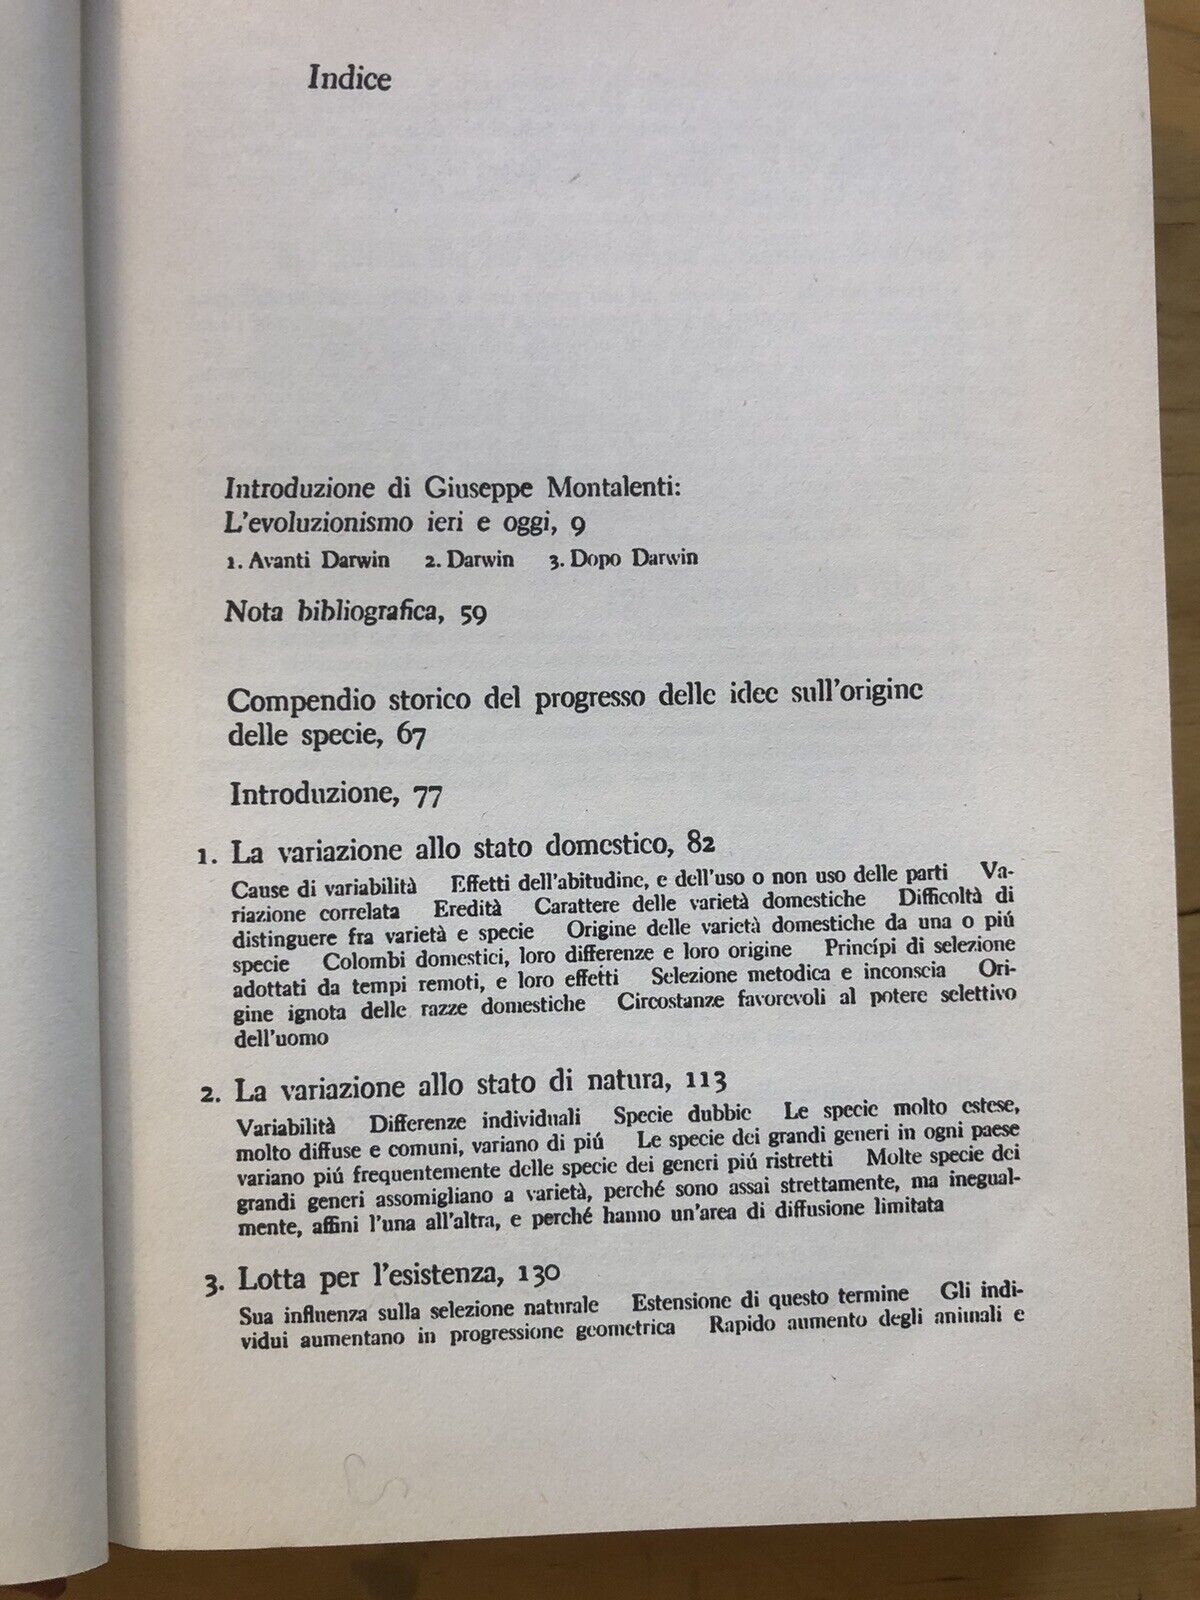 Indice
Introduzione di Giuseppe Montalenti:
L'evoluzionismo ieri e oggi, 9
1. Avanti Darwin 2. Darwin 3. Dopo Darwin
Nota bibliografica, 59
Compendio storico del progresso delle idee sull'origine
delle specie, 67
Introduzione, 77
1. La variazione allo stato domestico, 82
Cause di variabilità Effetti dell'abitudine, e dell'uso o non uso delle parti Va-
riazione correlata Eredità Carattere delle varietà domestiche Difficoltà di
distinguere fra varietà e specie Origine delle varietà domestiche da una o piú
specie Colombi domestici, loro differenze e loro origine Princípi di selezione
adottati da tempi remoti, e loro effetti Selezione metodica e inconscia Ori-
gine ignota delle razze domestiche Circostanze favorevoli al potere selettivo
dell'uomo
2. La variazione allo stato di natura, 113
Variabilità Differenze individuali Specie dubbie Le specie molto estese,
molto diffuse e comuni, variano di piú Le specie dei grandi generi in ogni paese
variano piú frequentemente delle specie dei generi piú ristretti Molte specie dei
grandi generi assomigliano a varietà, perché sono assai strettamente, ma inegual-
mente, affini l'una all'altra, e perché hanno un'area di diffusione limitata
3. Lotta per l'esistenza, 130
Sua influenza sulla selezione naturale Estensione di questo termine Gli indi-
vidui aumentano in progressione geometrica Rapido aumento degli animali e